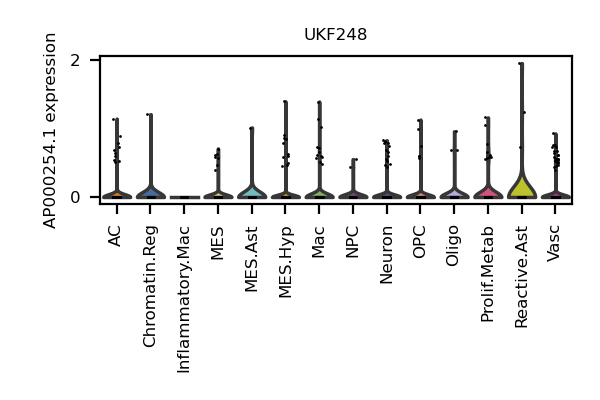 UKF248
AP000254.1 expression
2
0
AC
Chromatin.Reg
Inflammatory.Mac
MES
MES.Ast
MES.Hyp
Mac
NPC
Neuron
OPC
Oligo
Prolif.Metab
Reactive.Ast
Vasc